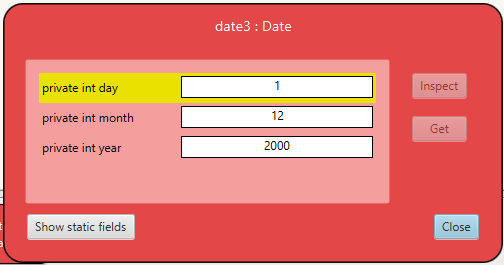 date3 : Date
private int day 1
Inspect
private int month 12
Get
private int year 2000
Show static fields
Close